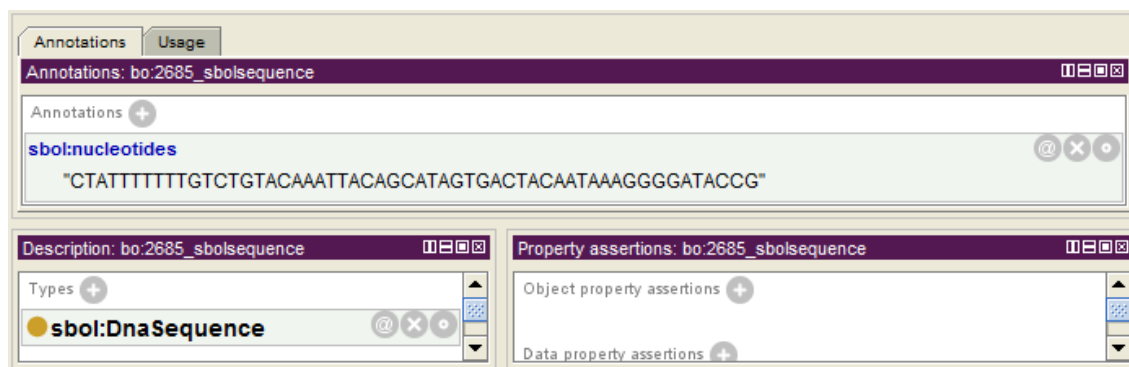 Annotations Usage
Annotations: bo:2685_sbolsequence
Annotations
sbol:nucleotides
"CTATTTTTTTGTCTGTACAAATTACAGCATAGTGACTACAATAAAGGGGATACCG"
Description: bo:2685_sbolsequence
Types
sbol:DnaSequence
Property assertions: bo:2685_sbolsequence
Object property assertions
Data property assertions